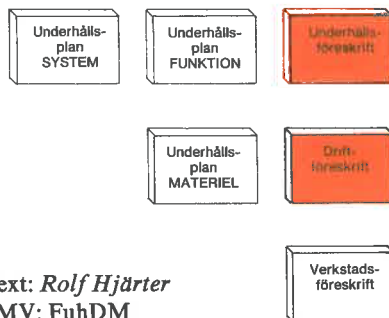 Underhålls-
plan
SYSTEM
Underhålls-
plan
FUNKTION
Underhålls-
föreskrift
Underhålls-
plan
MATERIEL
Drift-
föreskrift
Verkstads-
föreskrift
ext: Rolf Hjärter
MV: FuhDM